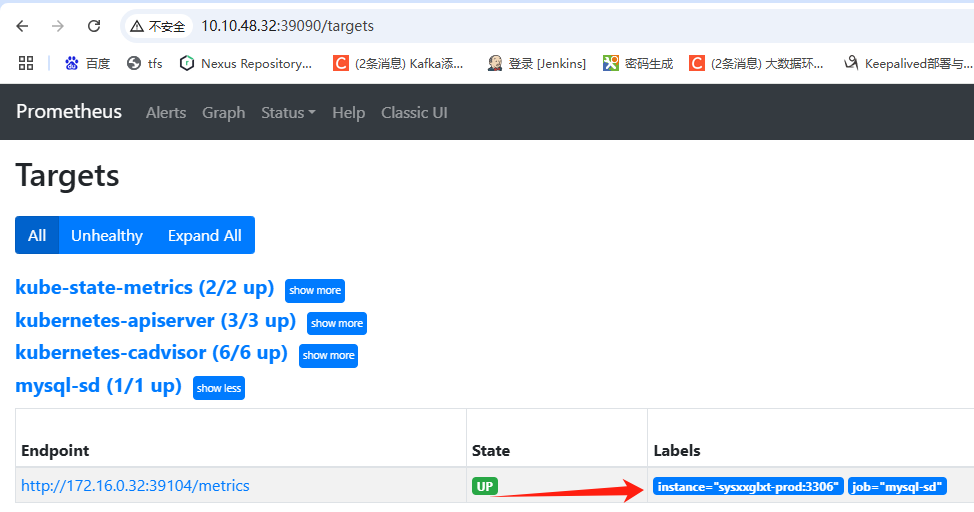 不安全 10.10.48.32:39090/targets
百度 tfs Nexus Repository... (2条消息) Kafka添... 登录 [Jenkins] 密码生成 (2条消息) 大数据环... Keepalived部署与...
Prometheus Alerts Graph Status Help Classic UI
Targets
All Unhealthy Expand All
kube-state-metrics (2/2 up) show more
kubernetes-apiserver (3/3 up) show more
kubernetes-cadvisor (6/6 up) show more
mysql-sd (1/1 up) show less
Endpoint State Labels
http://172.16.0.32:39104/metrics UP instance="sysxxglxt-prod:3306" job="mysql-sd"